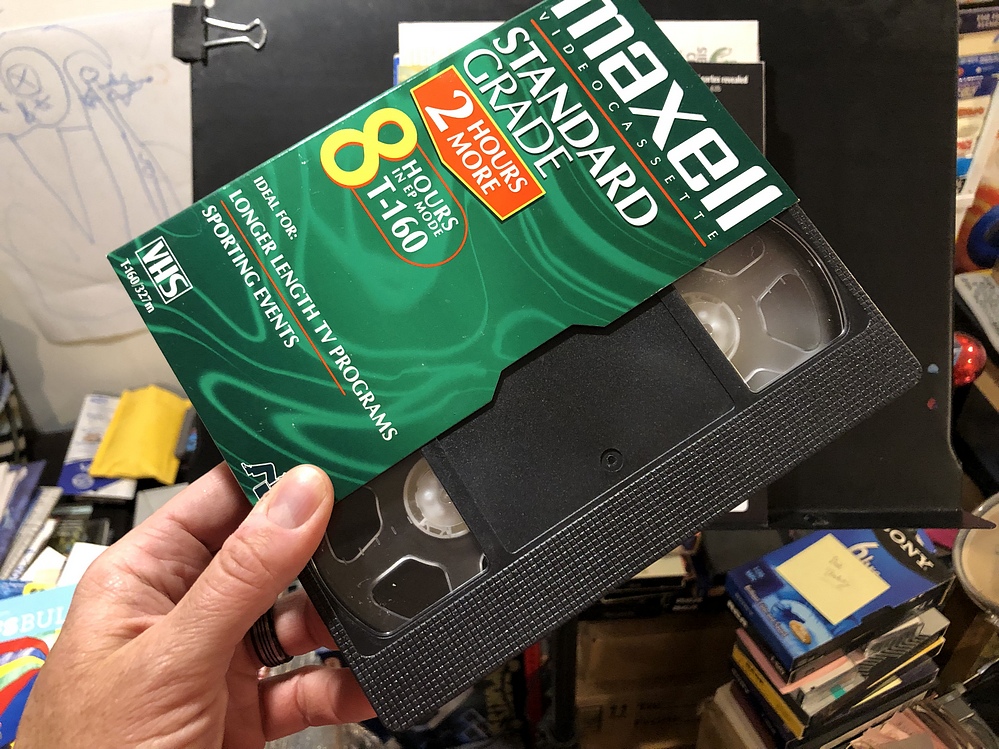 maxell
VIDEOCASSETTE
STANDARD
GRADE
2 HOURS
MORE
8 HOURS
IN EP MODE
T-160
IDEAL FOR:
LONGER LENGTH TV PROGRAMS
SPORTING EVENTS
VHS
T-160/327m
SONY